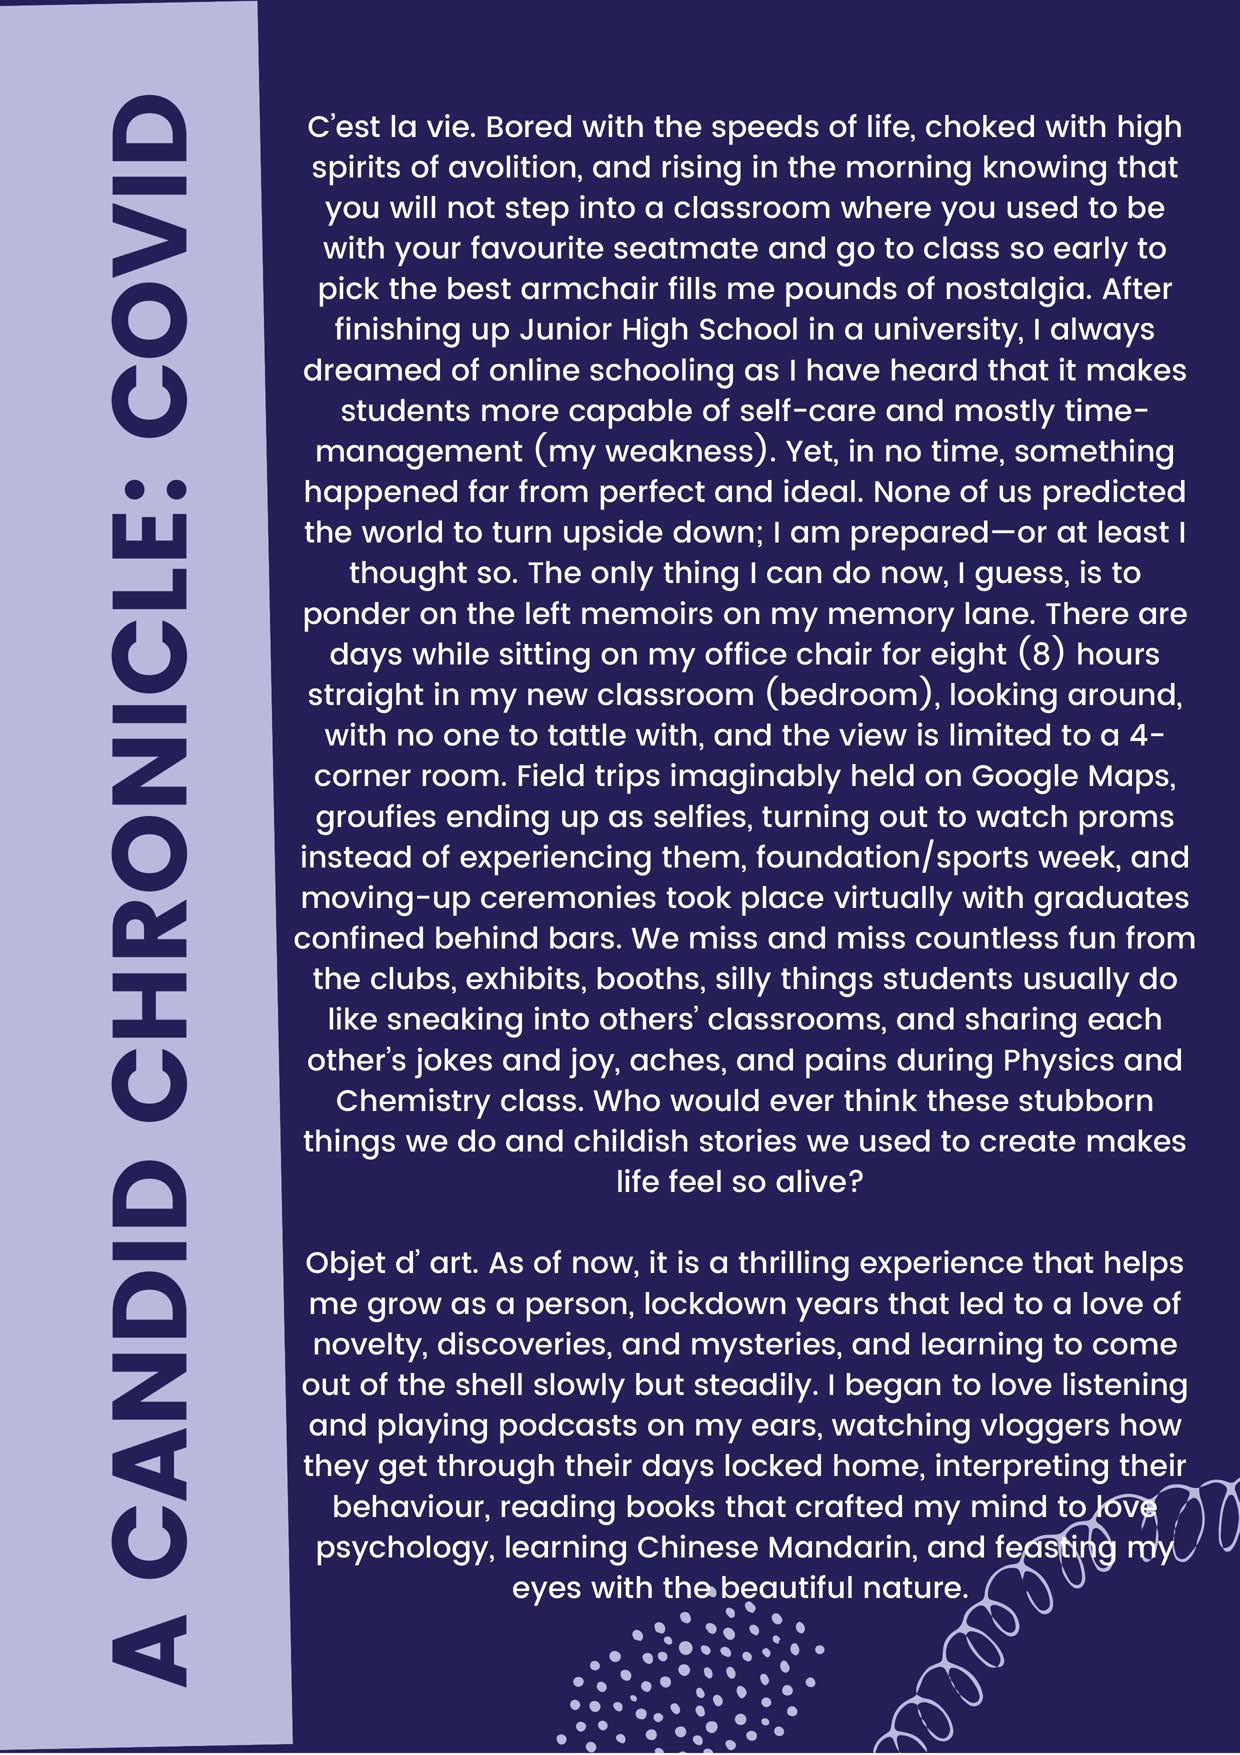 A CANDID CHRONICLE: COVID
C’est la vie. Bored with the speeds of life, choked with high
spirits of avolition, and rising in the morning knowing that
you will not step into a classroom where you used to be
with your favourite seatmate and go to class so early to
pick the best armchair fills me pounds of nostalgia. After
finishing up Junior High School in a university, I always
dreamed of online schooling as I have heard that it makes
students more capable of self-care and mostly time-
management (my weakness). Yet, in no time, something
happened far from perfect and ideal. None of us predicted
the world to turn upside down; I am prepared—or at least I
thought so. The only thing I can do now, I guess, is to
ponder on the left memoirs on my memory lane. There are
days while sitting on my office chair for eight (8) hours
straight in my new classroom (bedroom), looking around,
with no one to tattle with, and the view is limited to a 4-
corner room. Field trips imaginably held on Google Maps,
groufies ending up as selfies, turning out to watch proms
instead of experiencing them, foundation/sports week, and
moving-up ceremonies took place virtually with graduates
confined behind bars. We miss and miss countless fun from
the clubs, exhibits, booths, silly things students usually do
like sneaking into others’ classrooms, and sharing each
other’s jokes and joy, aches, and pains during Physics and
Chemistry class. Who would ever think these stubborn
things we do and childish stories we used to create makes
life feel so alive?
Objet d’ art. As of now, it is a thrilling experience that helps
me grow as a person, lockdown years that led to a love of
novelty, discoveries, and mysteries, and learning to come
out of the shell slowly but steadily. I began to love listening
and playing podcasts on my ears, watching vloggers how
they get through their days locked home, interpreting their
behaviour, reading books that crafted my mind to love
psychology, learning Chinese Mandarin, and feasting my
eyes with the beautiful nature.